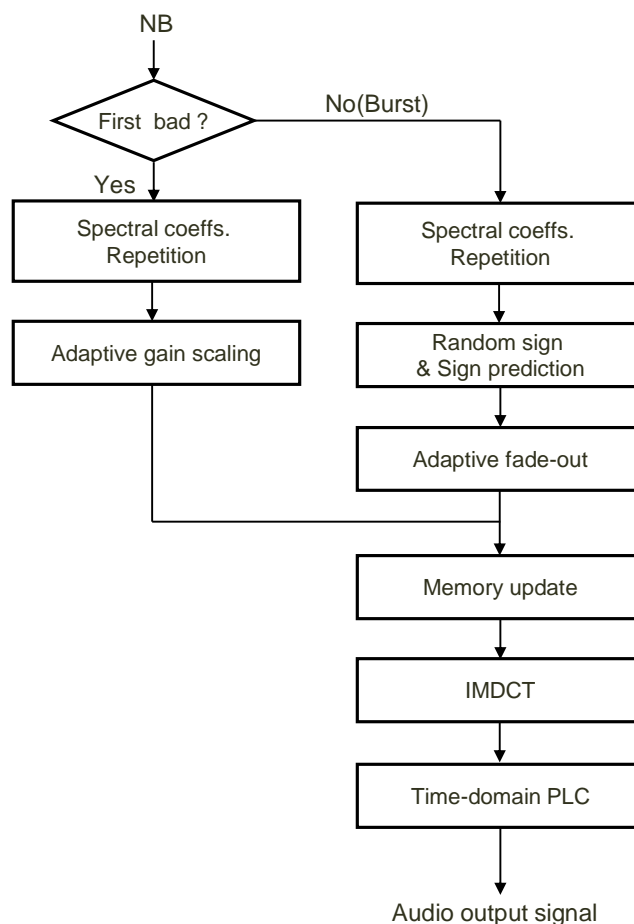 NB
First bad ?
No(Burst)
Yes
Spectral coeffs.
Repetition
Adaptive gain scaling
Spectral coeffs.
Repetition
Random sign
& Sign prediction
Adaptive fade-out
Memory update
IMDCT
Time-domain PLC
Audio output signal